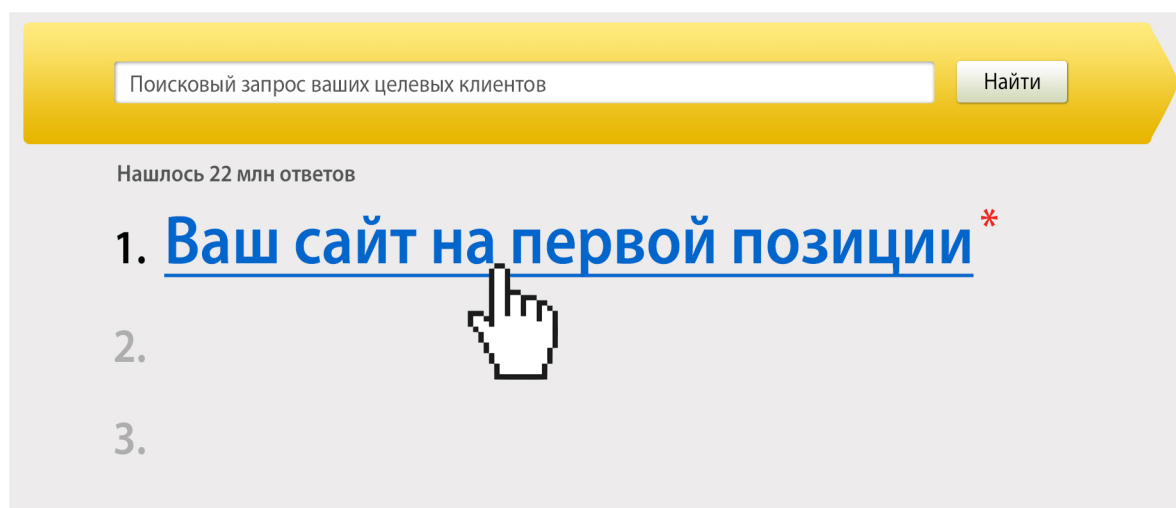 Поисковый запрос ваших целевых клиентов
Найти
Нашлось 22 млн ответов
1. Ваш сайт на первой позиции*
2.
3.